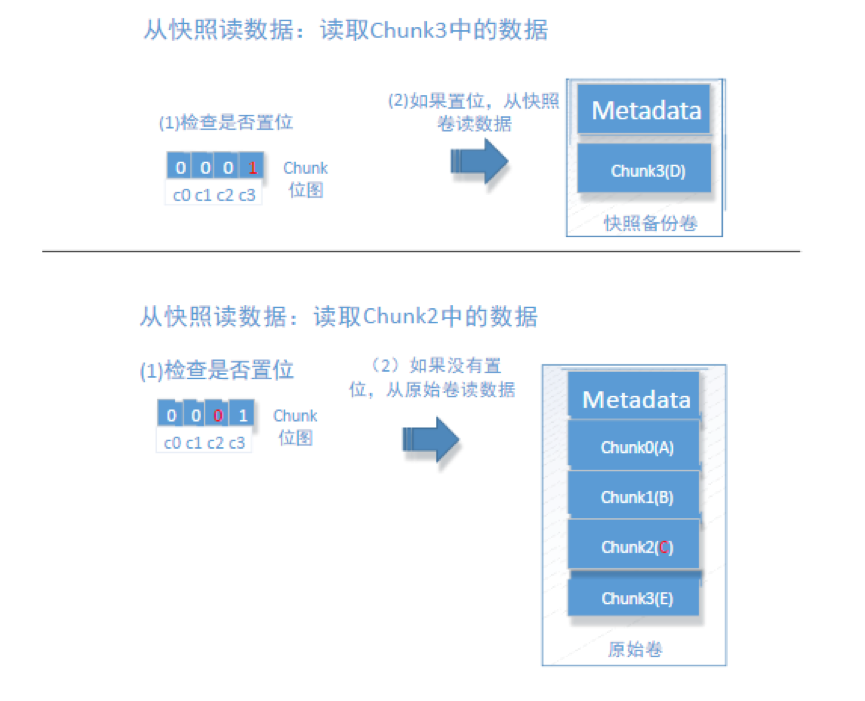 从快照读数据：读取Chunk3中的数据
(1)检查是否置位
0 0 0 1
c0 c1 c2 c3
Chunk
位图
(2)如果置位，从快照
卷读数据
Metadata
Chunk3(D)
快照备份卷
从快照读数据：读取Chunk2中的数据
(1)检查是否置位
0 0 0 1
c0 c1 c2 c3
Chunk
位图
（2）如果没有置
位，从原始卷读数据
Metadata
Chunk0(A)
Chunk1(B)
Chunk2(C)
Chunk3(E)
原始卷